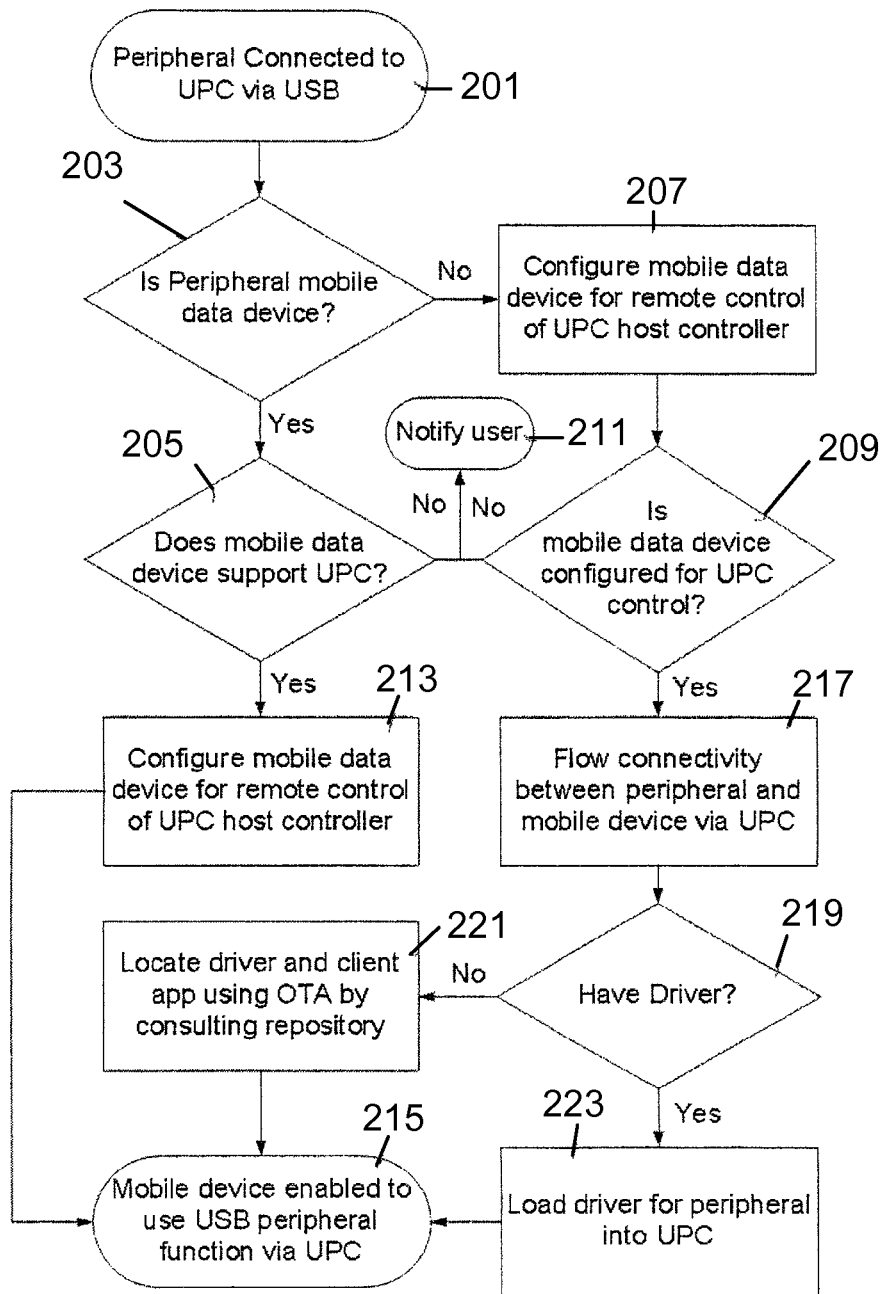 Peripheral Connected to
UPC via USB
201
203
Is Peripheral mobile
data device?
No
207
Configure mobile data
device for remote control
of UPC host controller
Yes
Notify user
211
205
209
Does mobile data
device support UPC?
No
No
Is
mobile data device
configured for UPC
control?
Yes
213
Yes
217
Configure mobile data
device for remote control
of UPC host controller
Flow connectivity
between peripheral and
mobile device via UPC
221
Locate driver and client
app using OTA by
consulting repository
No
219
Have Driver?
Yes
215
Mobile device enabled to
use USB peripheral
function via UPC
223
Load driver for peripheral
into UPC